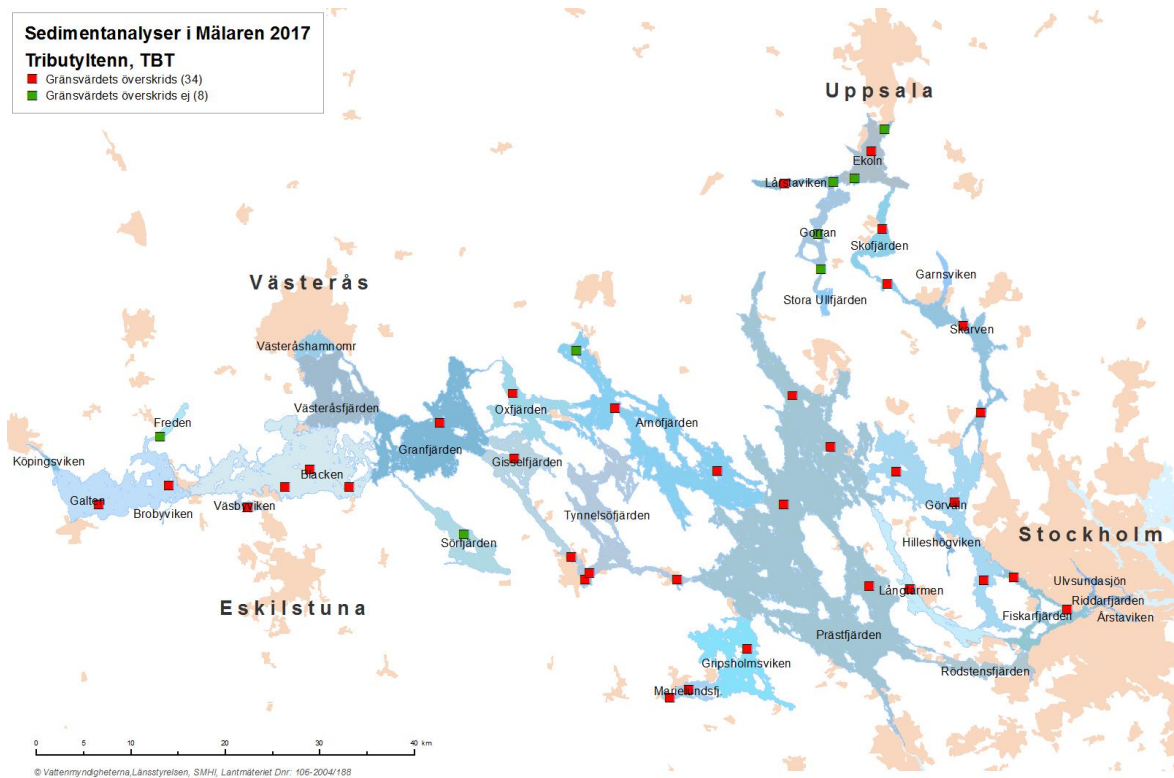 Sedimentanalyser i Mälaren 2017
Tributyltenn, TBT
Gränsvärdets överskrids (34)
Gränsvärdets överskrids ej (8)
Uppsala
Ekoln
Lårstaviken
Gorran
Skofjärden
Garnsviken
Stora Ullfjärden
Västerås
Skarven
Västeråshamnomr
Västeråsfjärden
Oxfjärden
Arnöfjärden
Freden
Granfjärden
Köpingsviken
Blacken
Gisselfjärden
Galten
Väsbyviken
Görväln
Brobyviken
Tynnelsöfjärden
Stockholm
Sörfjärden
Hilleshögviken
Ulvsundasjön
Långtarmen
Riddarfjärden
Eskilstuna
Fiskarfjärden
Årstaviken
Prästfjärden
Gripsholmsviken
Rödstensfjärden
Marielundsfj.
0 5 10 20 30 40 km
© Vattenmyndigheterna,Länsstyrelsen, SMHI, Lantmäteriet Dnr: 106-2004/188